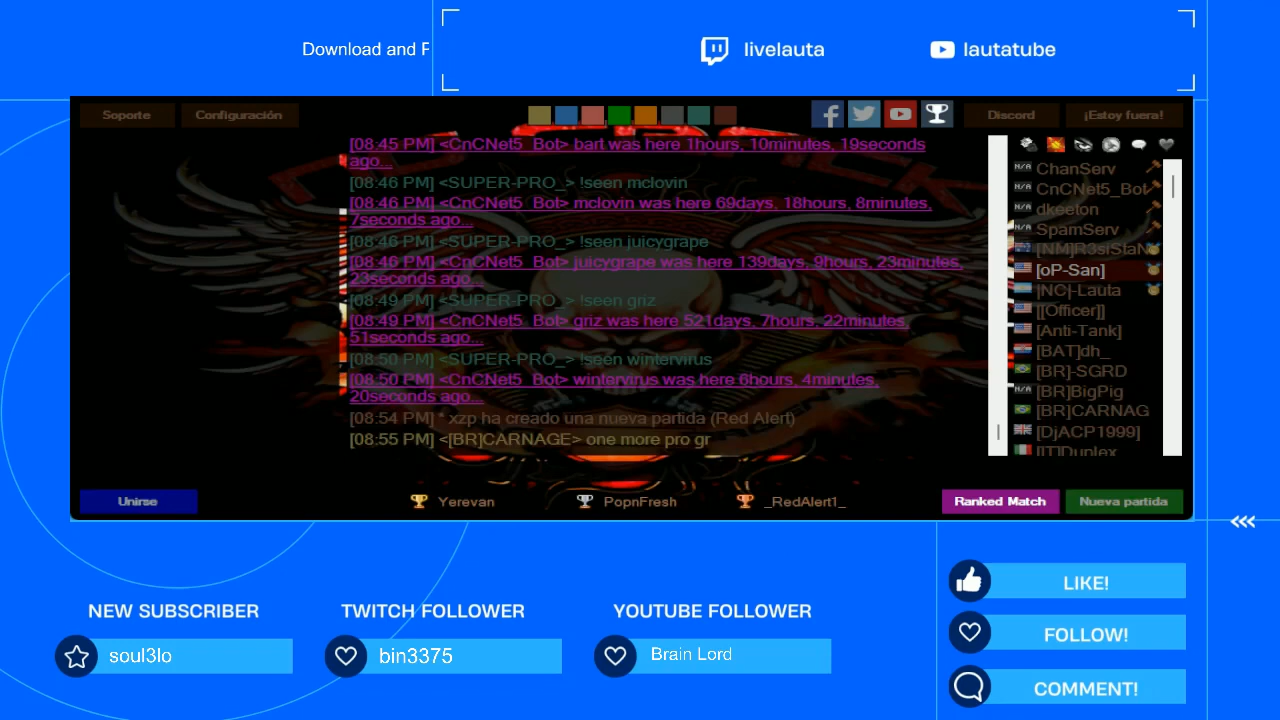 Download and F
livelauta
lautatube
Soporte
Configuración
Discord
¡Estoy fuera!
[08:45 PM] <CnCNet5_Bot> bart was here 1hours, 10minutes, 19seconds
ago...
[08:46 PM] <SUPER-PRO_> !seen mclovin
[08:46 PM] <CnCNet5_Bot> mclovin was here 69days, 18hours, 8minutes,
7seconds ago...
[08:46 PM] <SUPER-PRO_> !seen juicygrape
[08:46 PM] <CnCNet5_Bot> juicygrape was here 139days, 9hours, 23minutes,
23seconds ago...
[08:49 PM] <SUPER-PRO_> !seen griz
[08:49 PM] <CnCNet5_Bot> griz was here 521days, 7hours, 22minutes,
51seconds ago...
[08:50 PM] <SUPER-PRO_> !seen wintervirus
[08:50 PM] <CnCNet5_Bot> wintervirus was here 6hours, 4minutes,
20seconds ago...
[08:54 PM] * xzp ha creado una nueva partida (Red Alert)
[08:55 PM] <[BR]CARNAGE> one more pro gr
N/A ChanServ
N/A CnCNet5_Bot
N/A dkeeton
N/A SpamServ
[NM]R3siStaN
[oP-San]
|NC|-Lauta
[[Officer]]
[Anti-Tank]
[BAT]dh_
[BR]-SGRD
N/A [BR]BigPig
[BR]CARNAG
[DjACP1999]
[IT]Duplex
Unirse
Yerevan
PopnFresh
_RedAlert1_
Ranked Match
Nueva partida
NEW SUBSCRIBER
soul3lo
TWITCH FOLLOWER
bin3375
YOUTUBE FOLLOWER
Brain Lord
LIKE!
FOLLOW!
COMMENT!